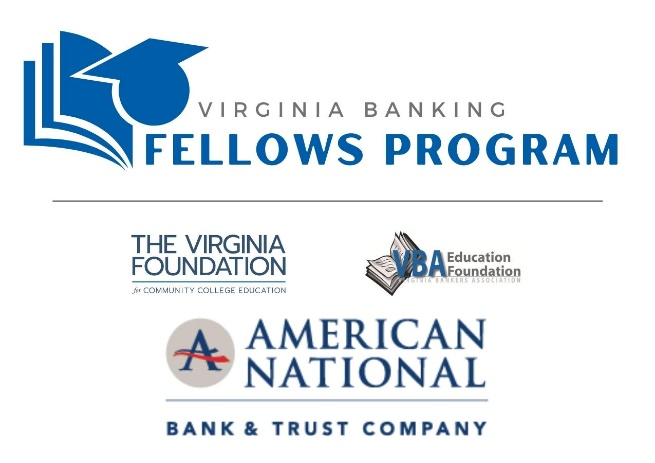 VIRGINIA BANKING
FELLOWS PROGRAM
THE VIRGINIA
FOUNDATION
for COMMUNITY COLLEGE EDUCATION
VBA Education
Foundation
VIRGINIA BANKERS ASSOCIATION
A AMERICAN
NATIONAL
BANK & TRUST COMPANY